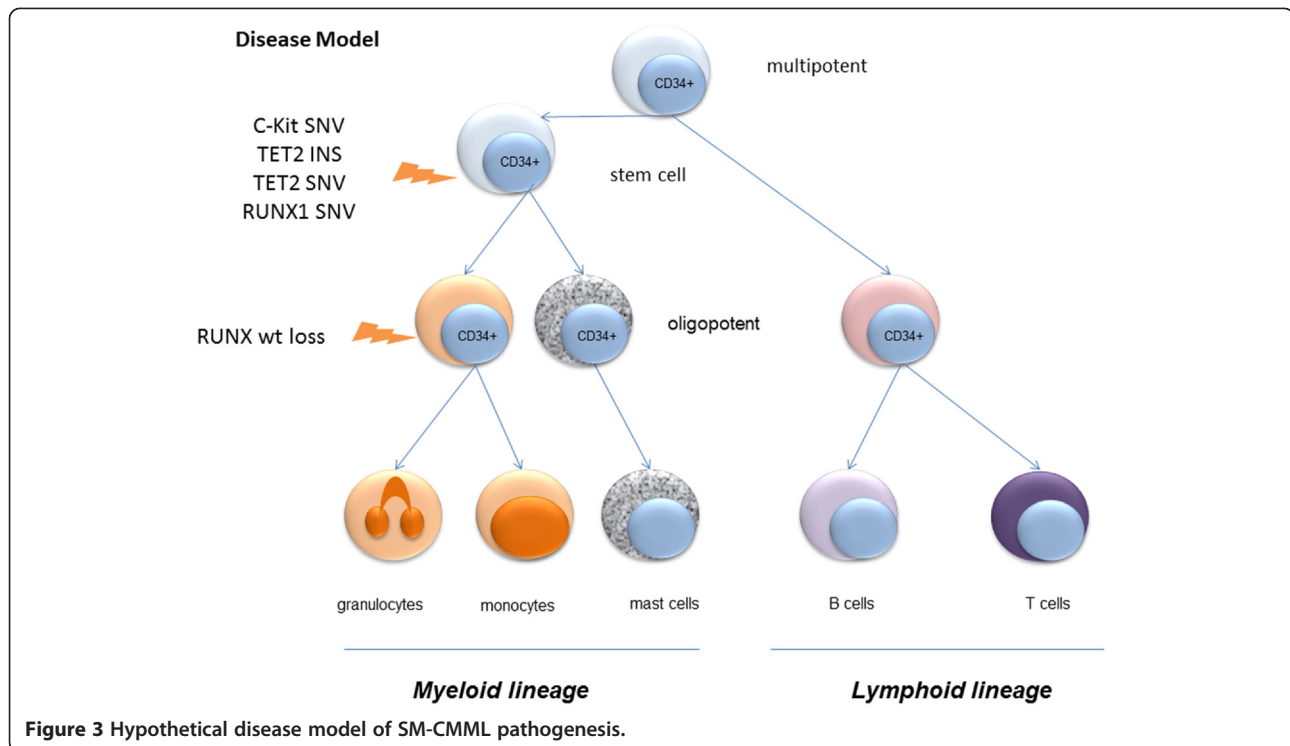 Disease Model
multipotent
CD34+
C-Kit SNV
TET2 INS
TET2 SNV
RUNX1 SNV
CD34+
stem cell
RUNX wt loss
CD34+
CD34+
oligopotent
CD34+
granulocytes
monocytes
mast cells
B cells
T cells
Myeloid lineage
Lymphoid lineage
Figure 3 Hypothetical disease model of SM-CMML pathogenesis.